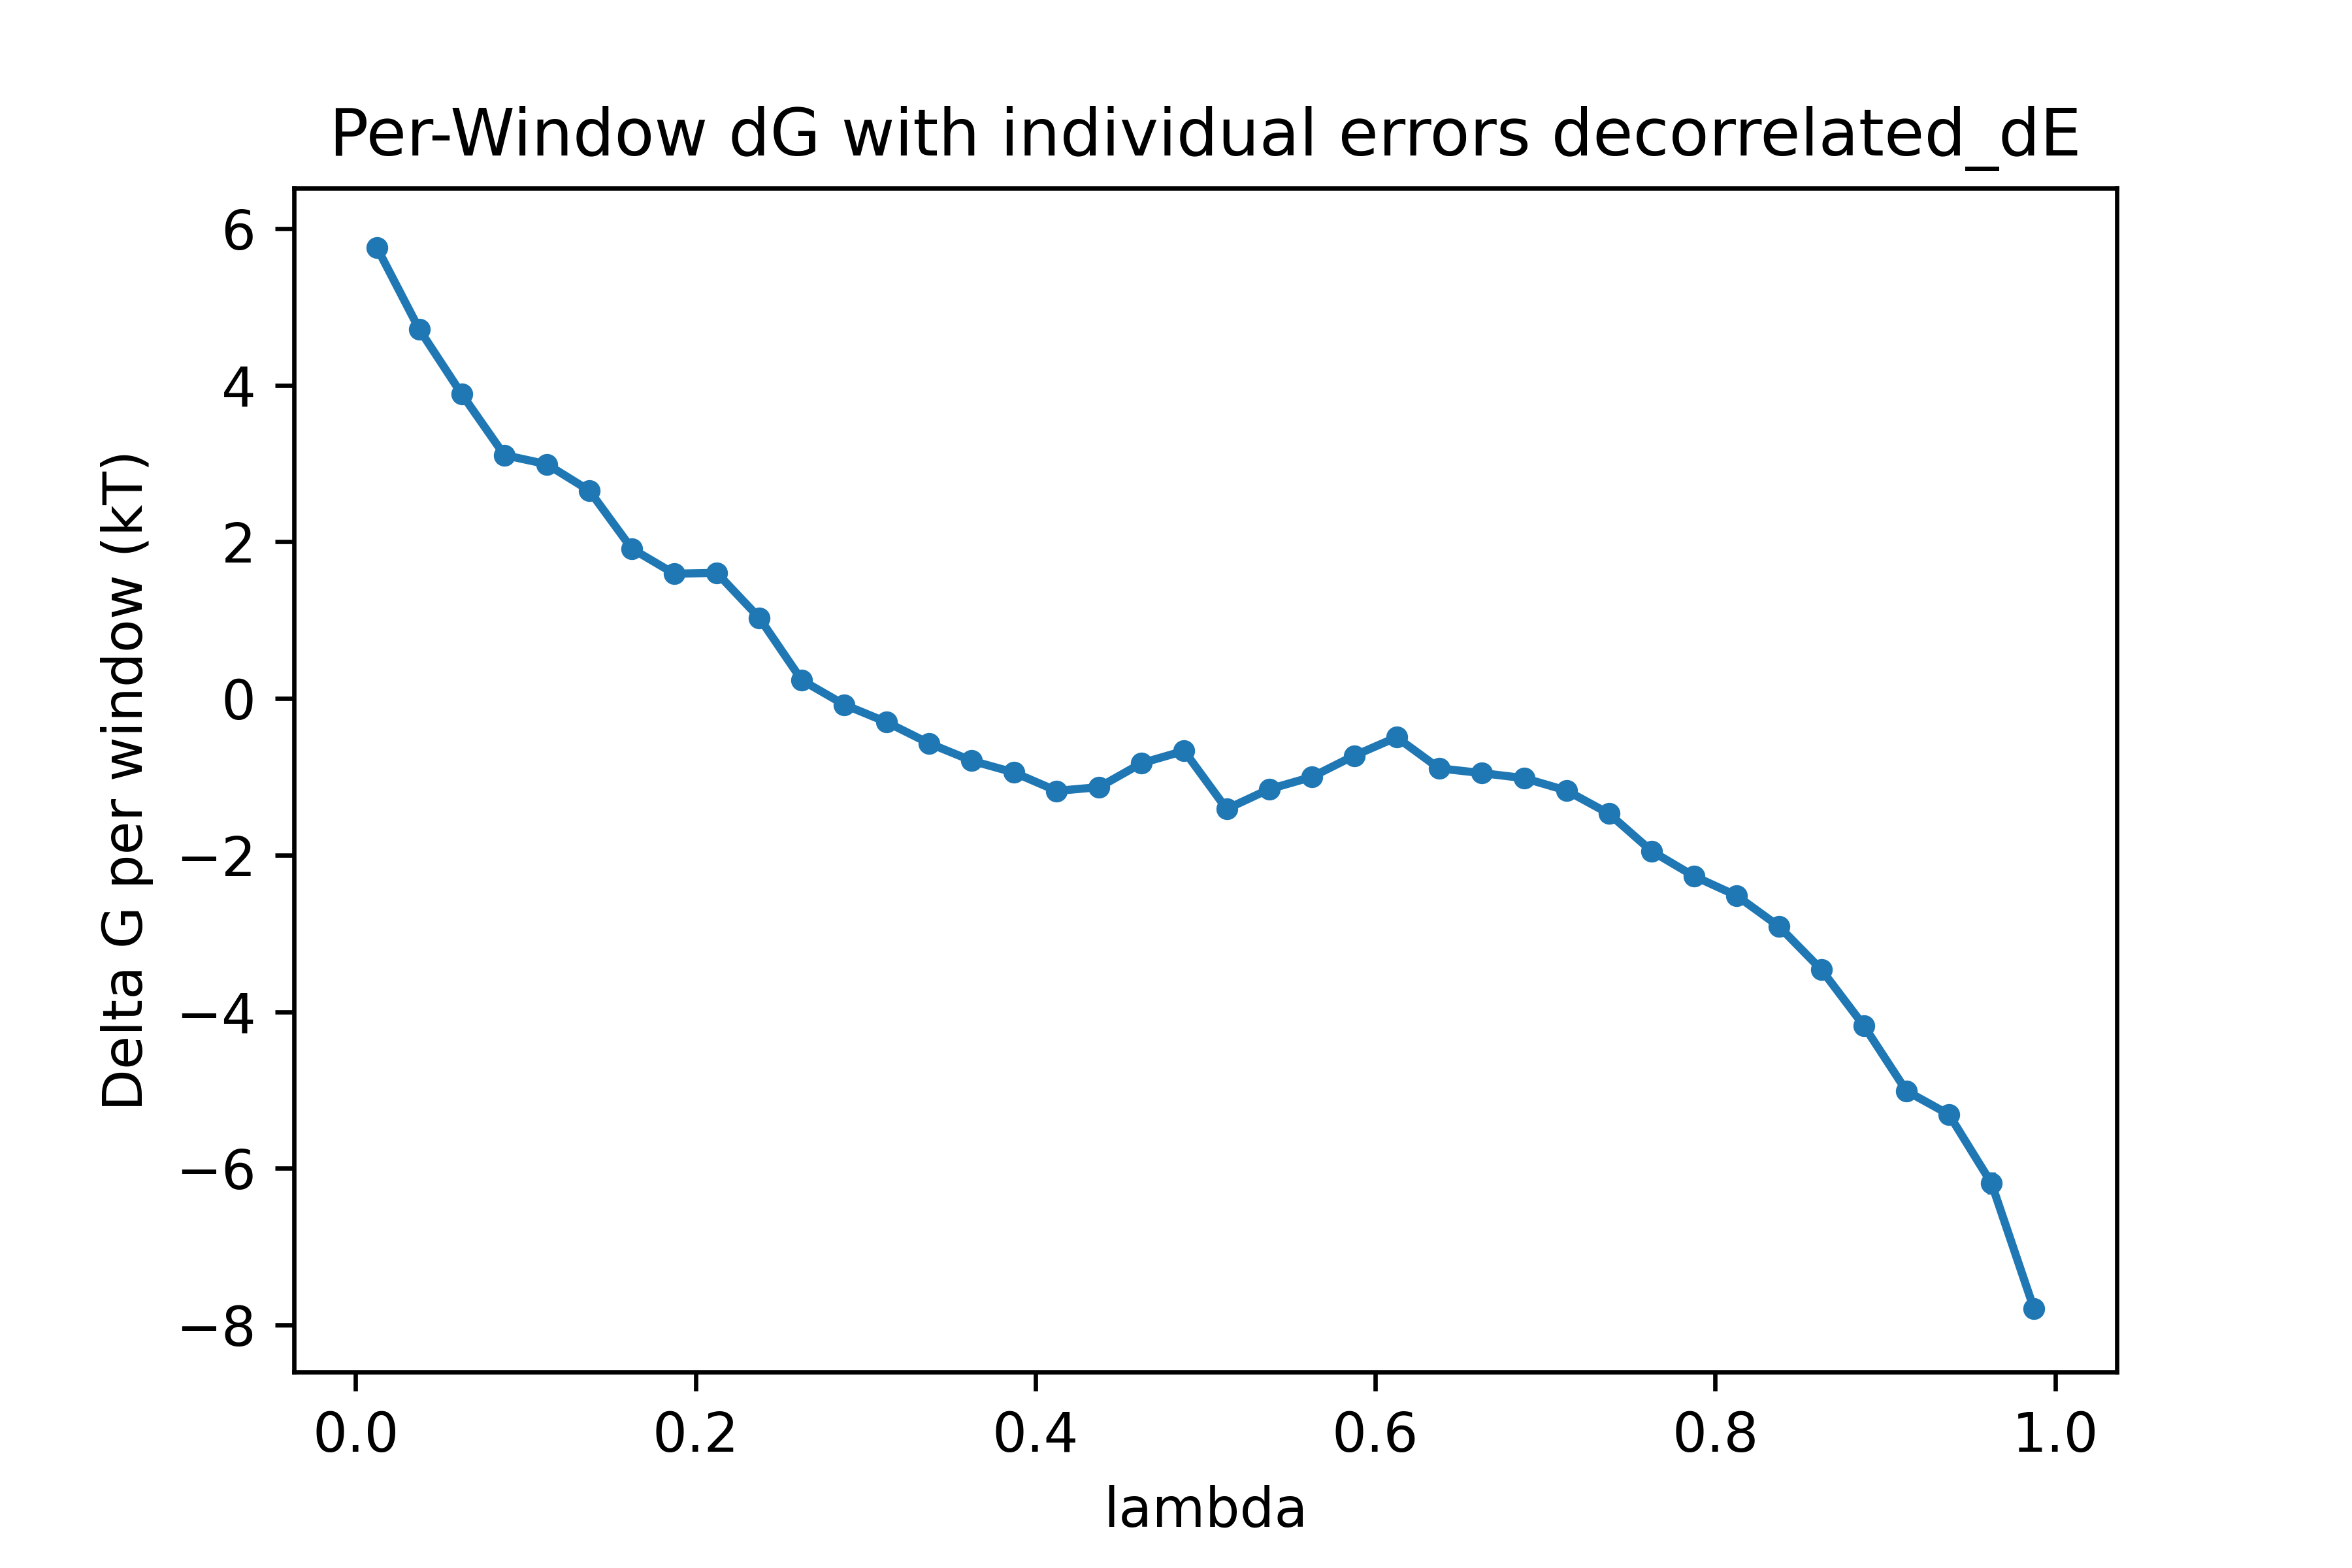 Per-Window dG with individual errors decorrelated_dE
Delta G per window (kT)
6
4
2
0
−2
−4
−6
−8
0.0 0.2 0.4 0.6 0.8 1.0
lambda